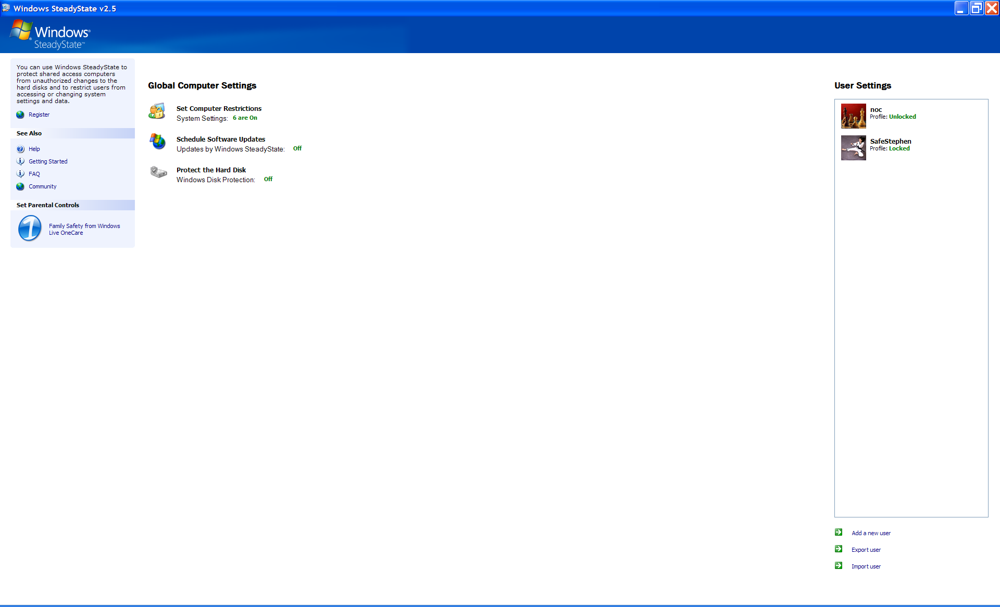 Windows SteadyState v2.5
Windows®
SteadyState™
You can use Windows SteadyState to
protect shared access computers
from unauthorized changes to the
hard disks and to restrict users from
accessing or changing system
settings and data.
Register
See Also
Help
Getting Started
FAQ
Community
Set Parental Controls
Family Safety from Windows
Live OneCare
Global Computer Settings
Set Computer Restrictions
System Settings: 6 are On
Schedule Software Updates
Updates by Windows SteadyState: Off
Protect the Hard Disk
Windows Disk Protection: Off
User Settings
noc
Profile: Unlocked
SafeStephen
Profile: Locked
Add a new user
Export user
Import user